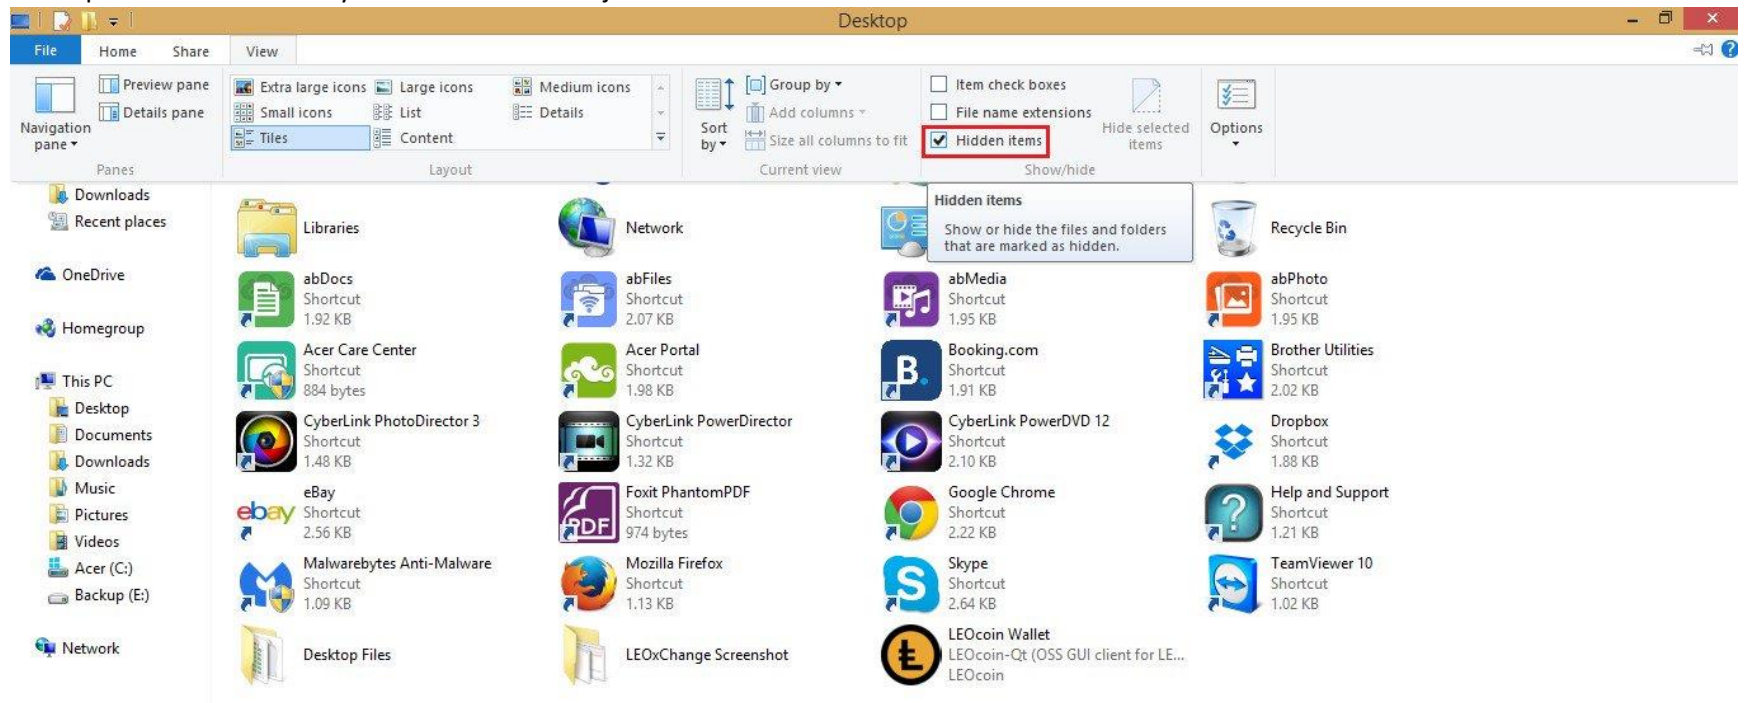 Desktop
File Home Share View
Preview pane
Details pane
Navigation pane
Panes
Extra large icons Large icons Medium icons
Small icons List Details
Tiles Content
Layout
Sort by
Group by
Add columns
Size all columns to fit
Current view
Item check boxes
File name extensions
Hidden items
Hide selected items
Show/hide
Options
Hidden items
Show or hide the files and folders
that are marked as hidden.
Downloads
Recent places
OneDrive
Homegroup
This PC
Desktop
Documents
Downloads
Music
Pictures
Videos
Acer (C:)
Backup (E:)
Network
Libraries
Network
Recycle Bin
abDocs
Shortcut
1.92 KB
abFiles
Shortcut
2.07 KB
abMedia
Shortcut
1.95 KB
abPhoto
Shortcut
1.95 KB
Acer Care Center
Shortcut
884 bytes
Acer Portal
Shortcut
1.98 KB
B.
Booking.com
Shortcut
1.91 KB
Brother Utilities
Shortcut
2.02 KB
CyberLink PhotoDirector 3
Shortcut
1.48 KB
CyberLink PowerDirector
Shortcut
1.32 KB
CyberLink PowerDVD 12
Shortcut
2.10 KB
Dropbox
Shortcut
1.88 KB
ebay
eBay
Shortcut
2.56 KB
PDF
Foxit PhantomPDF
Shortcut
974 bytes
Google Chrome
Shortcut
2.22 KB
Help and Support
Shortcut
1.21 KB
Malwarebytes Anti-Malware
Shortcut
1.09 KB
Mozilla Firefox
Shortcut
1.13 KB
Skype
Shortcut
2.64 KB
TeamViewer 10
Shortcut
1.02 KB
Desktop Files
LEOxChange Screenshot
LEOcoin Wallet
LEOcoin-Qt (OSS GUI client for LE...
LEOcoin